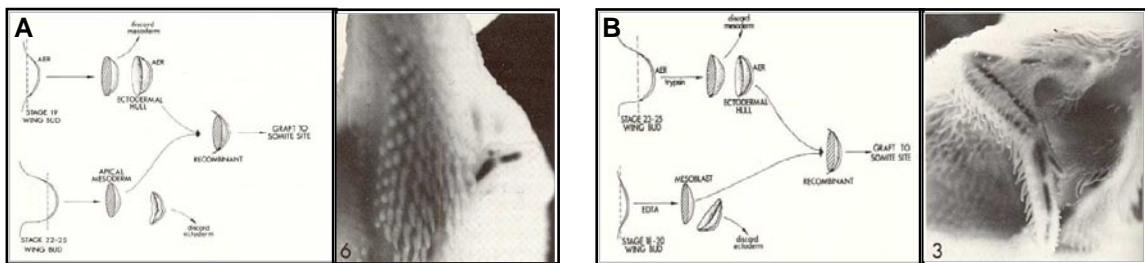 A
discard
mesoderm
AER
AER
ECTODERMAL
HULL
STAGE 19
WING BUD
GRAFT TO
SOMITE SITE
RECOMBINANT
APICAL
MESODERM
discard
ectoderm
STAGE 22-25
WING BUD
6
B
discard
mesoderm
AER
trypsin
AER
ECTODERMAL
HULL
STAGE 23-25
WING BUD
GRAFT TO
SOMITE SITE
RECOMBINANT
MESOBLAST
EDTA
discard
ectoderm
STAGE 18-20
WING BUD
3